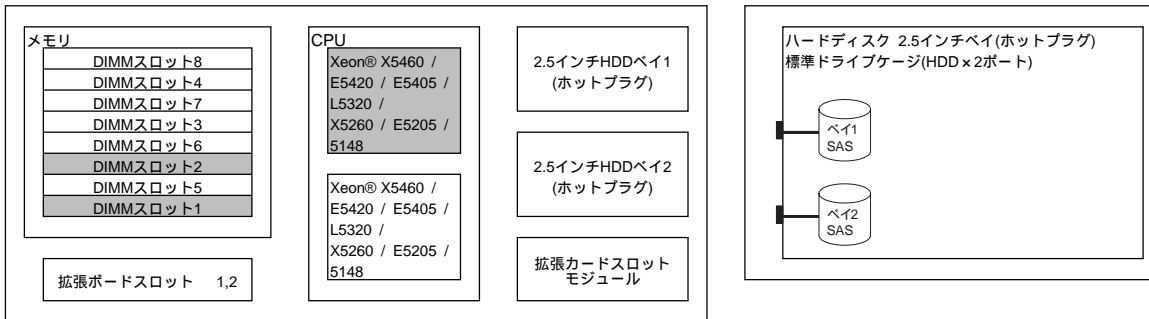 メモリ
DIMMスロット8
DIMMスロット4
DIMMスロット7
DIMMスロット3
DIMMスロット6
DIMMスロット2
DIMMスロット5
DIMMスロット1
拡張ボードスロット 1,2
CPU
Xeon® X5460 /
E5420 / E5405 /
L5320 /
X5260 / E5205 /
5148
Xeon® X5460 /
E5420 / E5405 /
L5320 /
X5260 / E5205 /
5148
2.5インチHDDベイ1
(ホットプラグ)
2.5インチHDDベイ2
(ホットプラグ)
拡張カードスロット
モジュール
ハードディスク 2.5インチベイ(ホットプラグ)
標準ドライブケージ(HDD×2ポート)
ベイ1
SAS
ベイ2
SAS